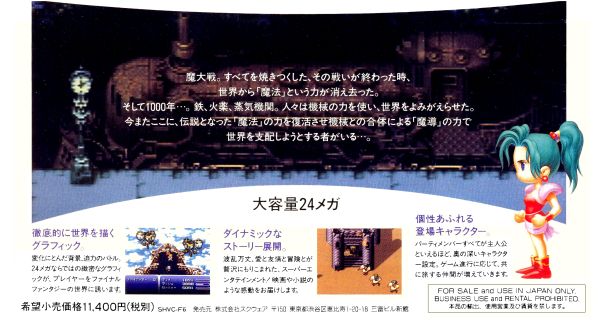 魔大戦。すべてを焼きつくした、その戦いが終わった時、
世界から「魔法」という力が消え去った。
そして1000年…。鉄、火薬、蒸気機関。人々は機械の力を使い、世界をよみがえらせた。
今またここに、伝説となった「魔法」の力を復活させ機械との合体による「魔導」の力で
世界を支配しようとする者がいる…。
大容量24メガ
徹底的に世界を描く
グラフィック。
変化にとんだ背景、迫力のバトル。
24メガならではの緻密なグラフィ
ックが、プレイヤーをファイナル
ファンタジーの世界に誘います。
ダイナミックな
ストーリー展開。
波乱万丈、愛と友情と冒険とが
贅沢にもりこまれた、スーパーエ
ンタテインメント/映画や小説の
ような感動をお届けします。
個性あふれる
登場キャラクター。
パーティメンバーすべてが主人公
といえるほど、奥の深いキャラクタ
ー設定。ゲーム進行に応じて、共
に旅する仲間が増えていきます。
FOR SALE and USE IN JAPAN ONLY.
BUSINESS USE and RENTAL PROHIBITED.
本品の輸出、使用営業及び賃貸を禁じます。
希望小売価格11,400円(税別) SHVC-F6 発売元 株式会社スクウェア 〒150 東京都渋谷区恵比寿1-20-18 三富ビル新館